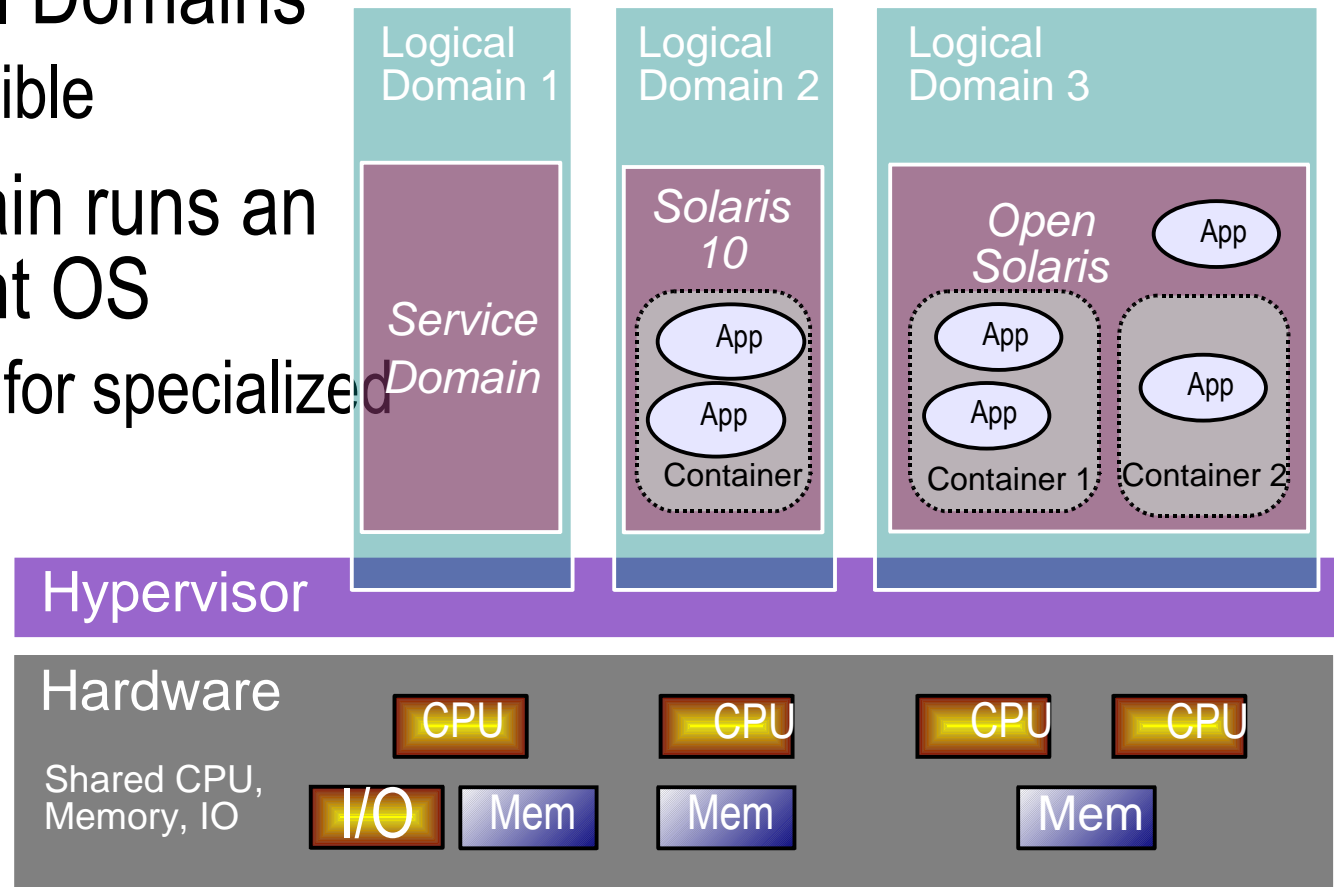 Domains
ible
ain runs an
nt OS
for specialized
Logical
Domain 1
Service
Domain
Logical
Domain 2
Solaris
10
App
App
Container
Logical
Domain 3
Open
Solaris
App
App
App
Container 1
App
Container 2
Hypervisor
Hardware
Shared CPU,
Memory, IO
CPU
CPU
CPU
CPU
I/O
Mem
Mem
Mem